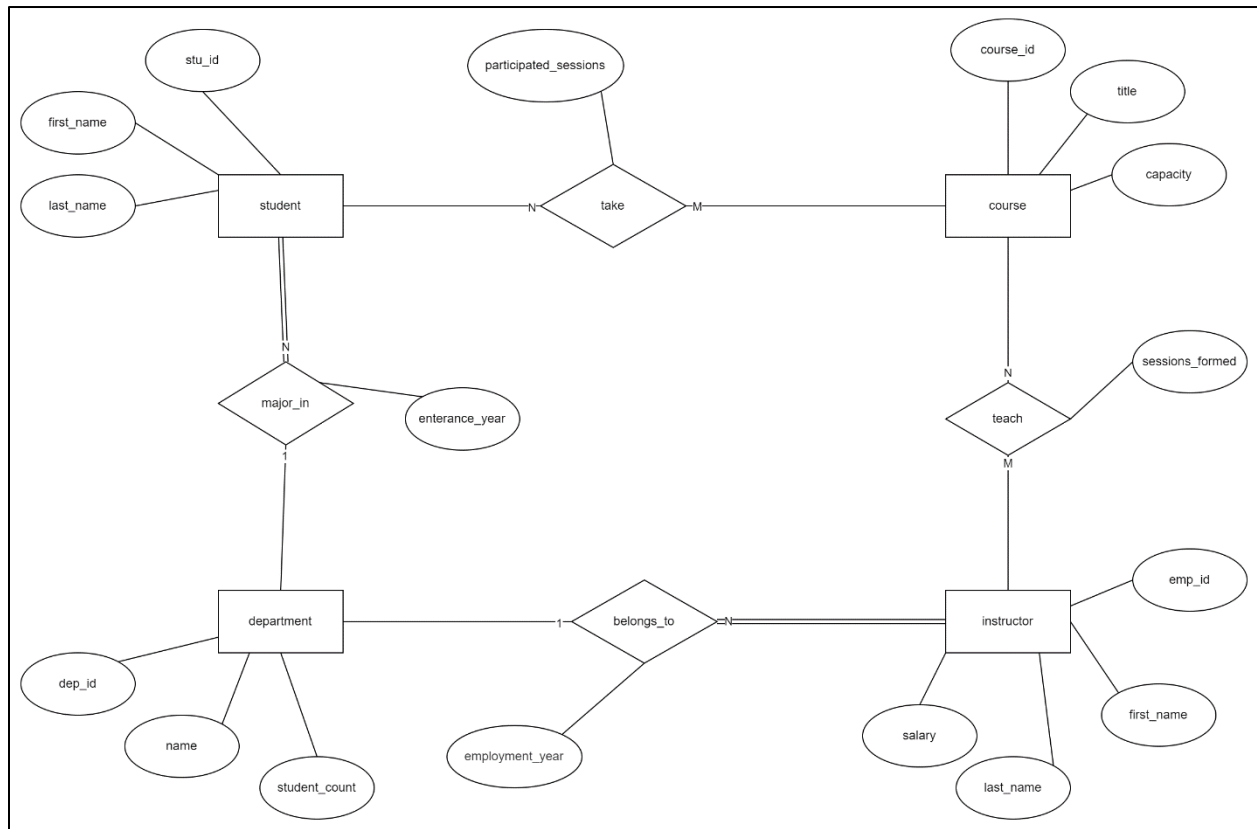 stu_id
participated_sessions
course_id
title
first_name
capacity
last_name
student
N
take
M
course
N
major_in
enterance_year
1
sessions_formed
N
teach
M
emp_id
department
1
belongs_to
N
instructor
dep_id
first_name
name
employment_year
salary
student_count
last_name